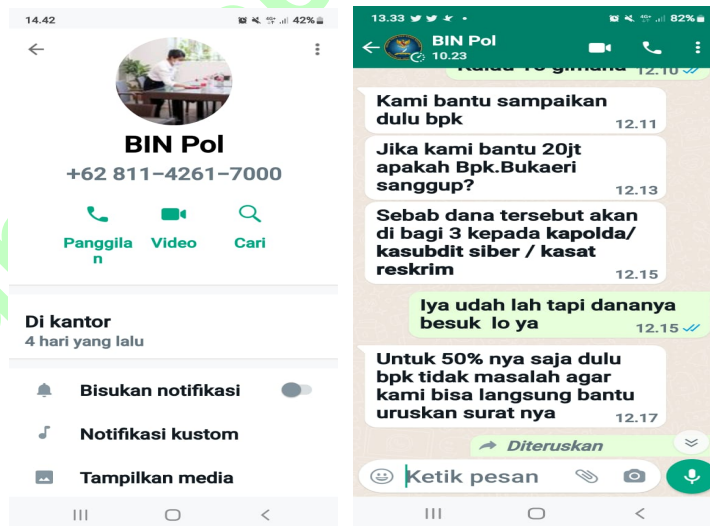 14.42
42%
BIN Pol
+62 811-4261-7000
Panggila
n
Video
Cari
Di kantor
4 hari yang lalu
Bisukan notifikasi
Notifikasi kustom
Tampilkan media
13.33
82%
BIN Pol
10.23
12.10
Kami bantu sampaikan
dulu bpk
12.11
Jika kami bantu 20jt
apakah Bpk.Bukaeri
sanggup?
12.13
Sebab dana tersebut akan
di bagi 3 kepada kapolda/
kasubdit siber / kasat
reskrim
12.15
Iya udah lah tapi dananya
besuk lo ya
12.15
Untuk 50% nya saja dulu
bpk tidak masalah agar
kami bisa langsung bantu
uruskan surat nya
12.17
Diteruskan
Ketik pesan